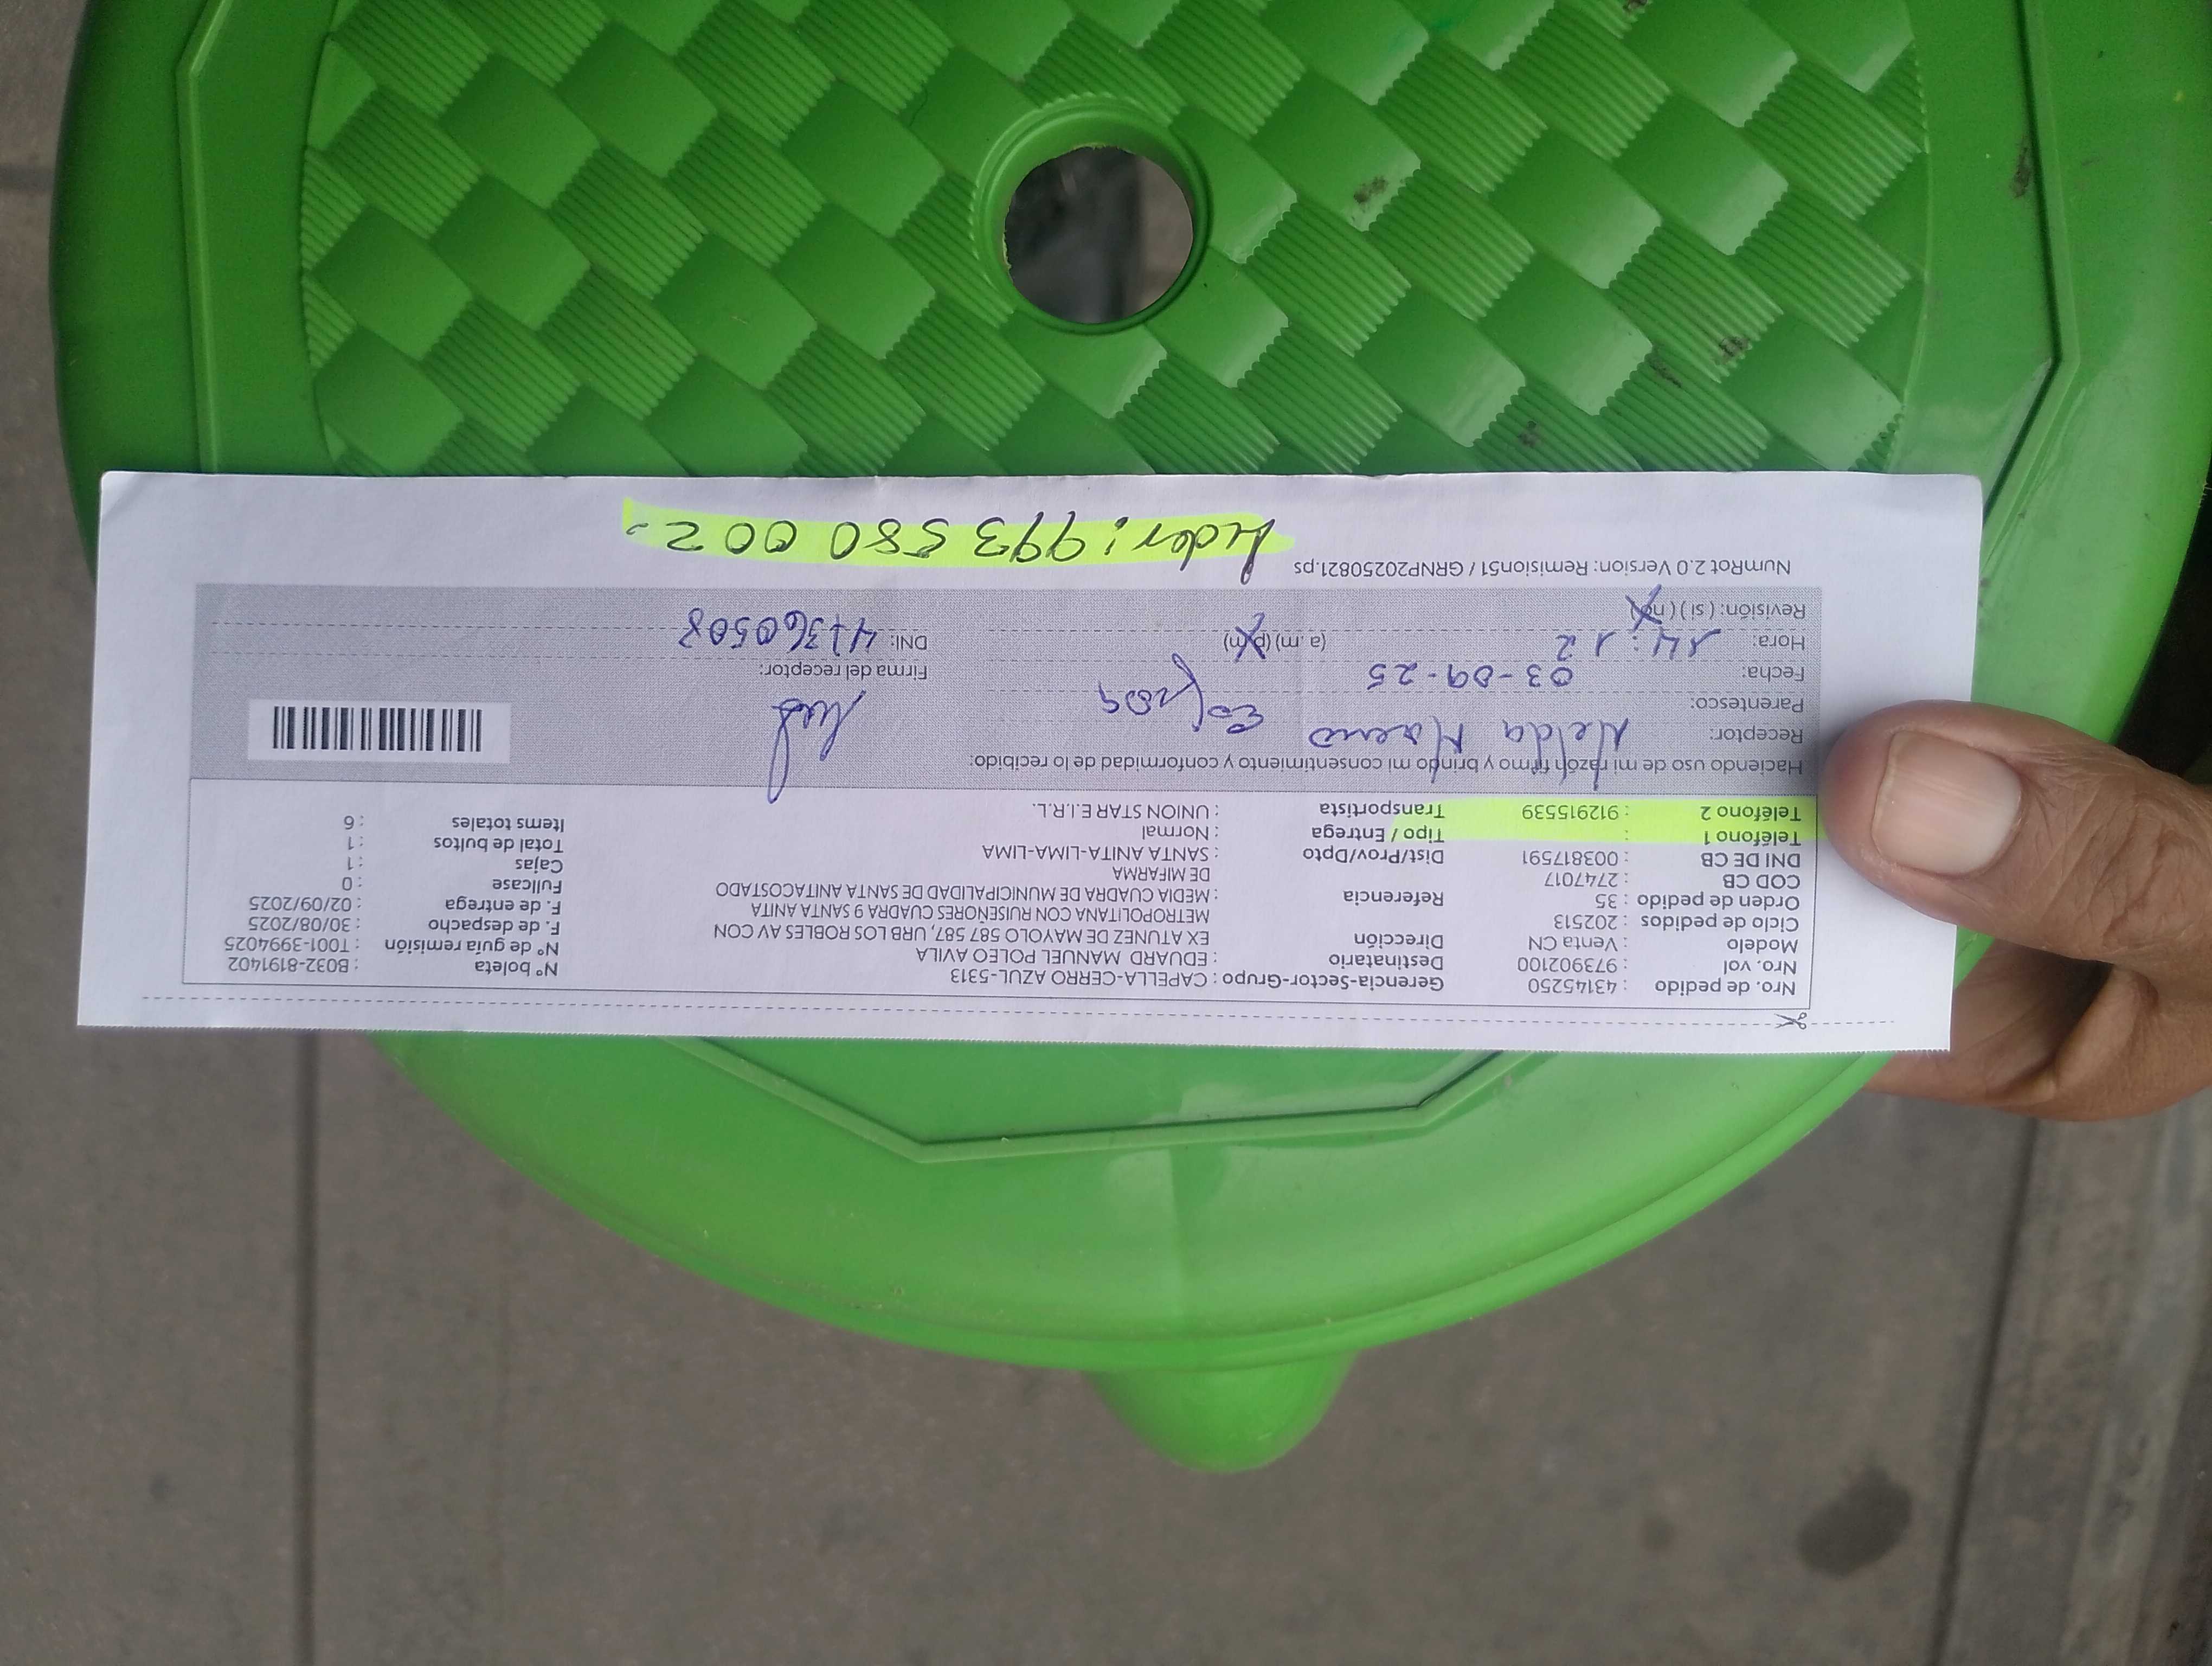 Nro. de pedido : 43145250 Gerencia-Sector-Grupo : CAPELLA-CERRO AZUL-5313 N° boleta : B032-8191402
Nro. vol : 973902100 Destinatario : EDUARD MANUEL POLEO AVILA N° de guía remisión : T001-3994025
Modelo : Venta CN Dirección EX ATUNEZ DE MAYOLO 587 587, URB LOS ROBLES AV CON F. de despacho : 30/08/2025
Ciclo de pedidos : 202513 METROPOLITANA CON RUISEÑORES CUADRA 9 SANTA ANITA F. de entrega : 02/09/2025
Orden de pedido : 35 Referencia : MEDIA CUADRA DE MUNICIPALIDAD DE SANTA ANITACOSTADO Fullcase : 0
COD CB : 2747017 DE MIFARMA Cajas : 1
DNI DE CB : 003817591 Dist/Prov/Dpto : SANTA ANITA-LIMA-LIMA Total de bultos : 1
Teléfono 1 : Tipo / Entrega : Normal Items totales : 6
Teléfono 2 : 912915539 Transportista : UNION STAR E.I.R.L.
Haciendo uso de mi razón firmo y brindo mi consentimiento y conformidad de lo recibido:
Receptor: Nelda
Parentesco:
Fecha: 03-09-25 Firma del receptor:
Hora: 14:12 (a.m) (p.m) DNI: 47360508
Revisión: ( si ) ( no )
NumRot 2.0 Version: Remision51 / GRNP20250821.ps
Lider: 993 580 002.